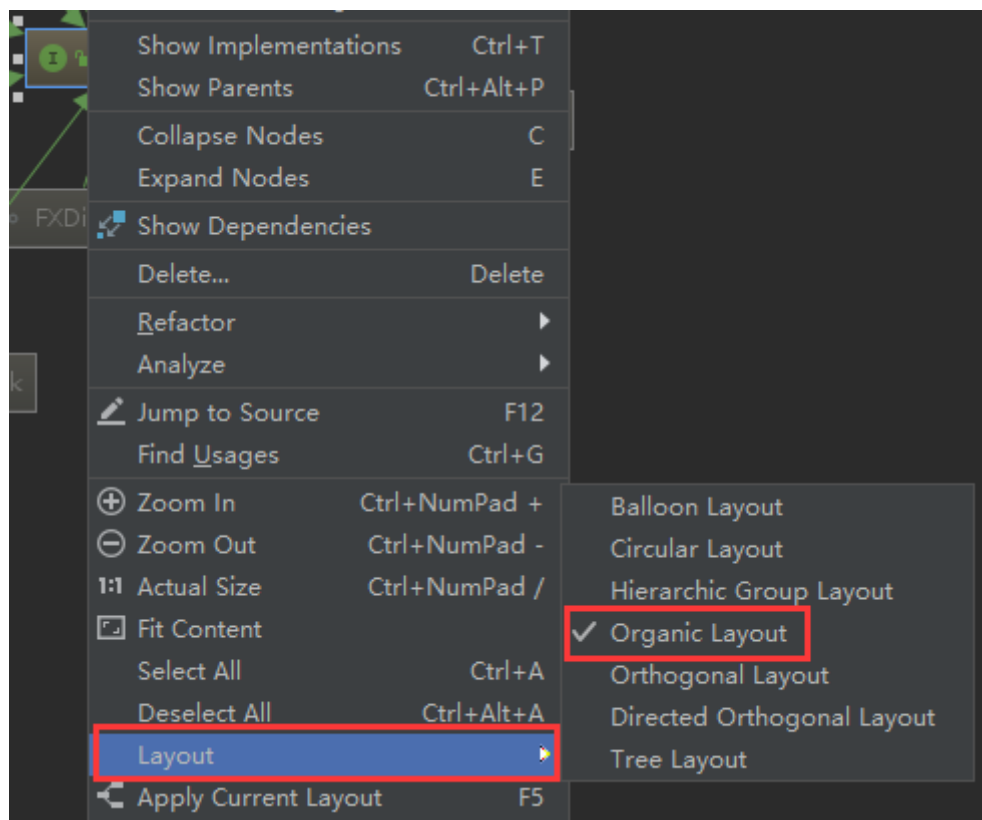 Show Implementations Ctrl+T
Show Parents Ctrl+Alt+P
Collapse Nodes C
Expand Nodes E
FXDi
Show Dependencies
Delete... Delete
Refactor
Analyze
k
Jump to Source F12
Find Usages Ctrl+G
Zoom In Ctrl+NumPad +
Zoom Out Ctrl+NumPad -
1:1 Actual Size Ctrl+NumPad /
Fit Content
Select All Ctrl+A
Deselect All Ctrl+Alt+A
Layout
Apply Current Layout F5
Balloon Layout
Circular Layout
Hierarchic Group Layout
Organic Layout
Orthogonal Layout
Directed Orthogonal Layout
Tree Layout